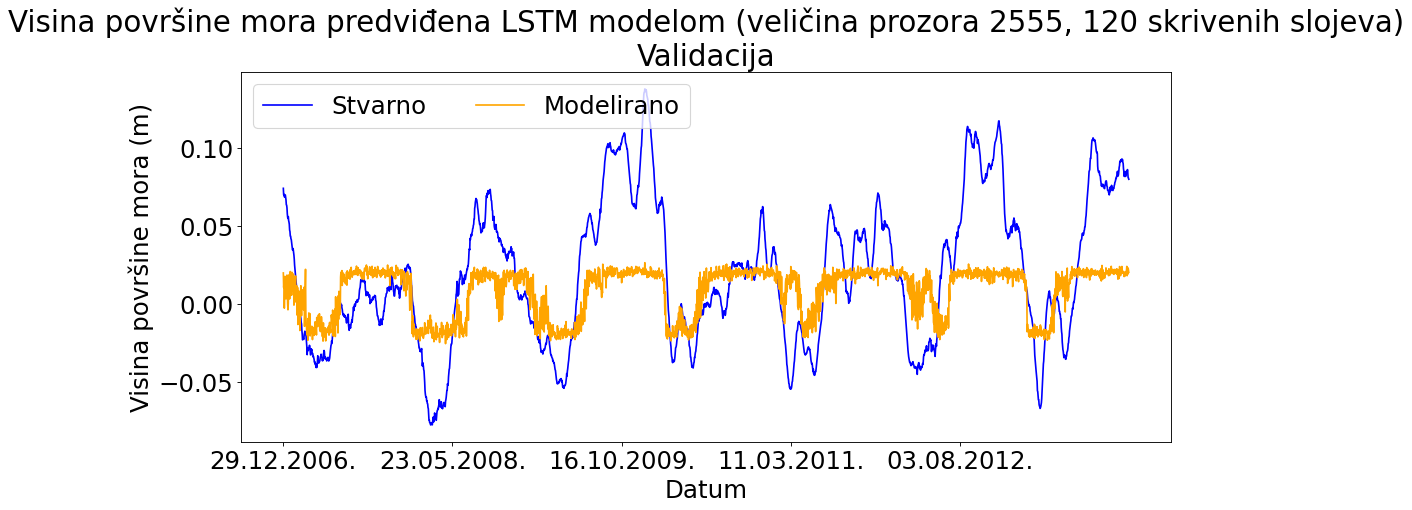 Visina površine mora predviđena LSTM modelom (veličina prozora 2555, 120 skrivenih slojeva)
Validacija
Stvarno Modelirano
Visina površine mora (m)
0.10
0.05
0.00
−0.05
29.12.2006. 23.05.2008. 16.10.2009. 11.03.2011. 03.08.2012.
Datum